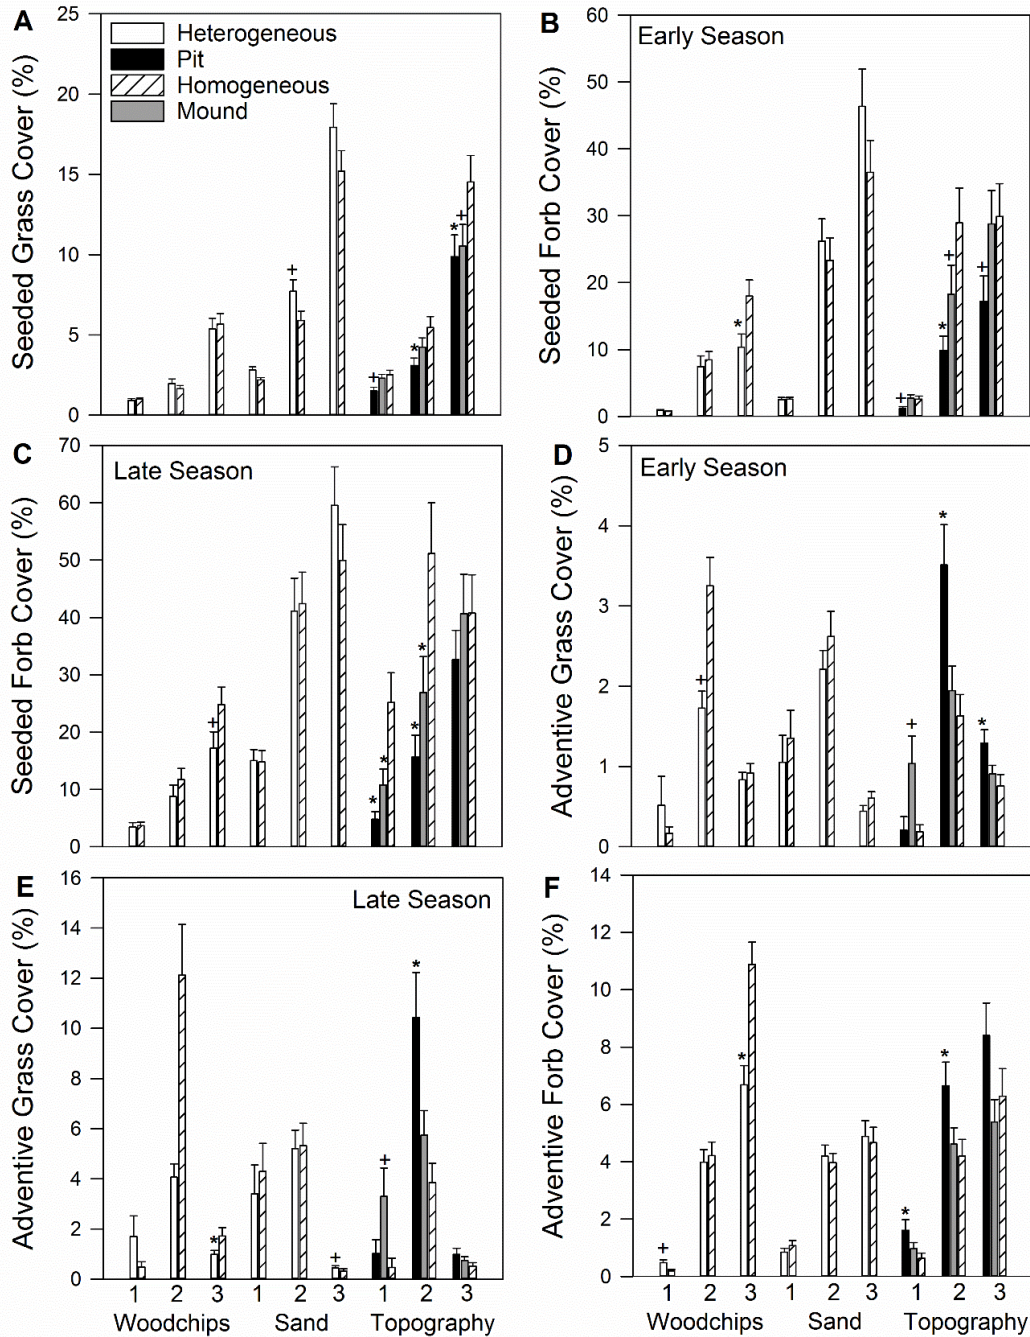 A
Seeded Grass Cover (%)
25
20
15
10
5
0
Heterogeneous
Pit
Homogeneous
Mound
+
+
*
*
+
B
Early Season
Seeded Forb Cover (%)
60
50
40
30
20
10
0
*
+
*
+
+
C
Late Season
Seeded Forb Cover (%)
70
60
50
40
30
20
10
0
+
*
*
*
*
D
Early Season
Adventive Grass Cover (%)
5
4
3
2
1
0
+
+
*
*
E
Late Season
Adventive Grass Cover (%)
16
14
12
10
8
6
4
2
0
*
+
+
*
1 2 3 1 2 3 1 2 3
Woodchips Sand Topography
F
Adventive Forb Cover (%)
14
12
10
8
6
4
2
0
+
*
*
*
1 2 3 1 2 3 1 2 3
Woodchips Sand Topography